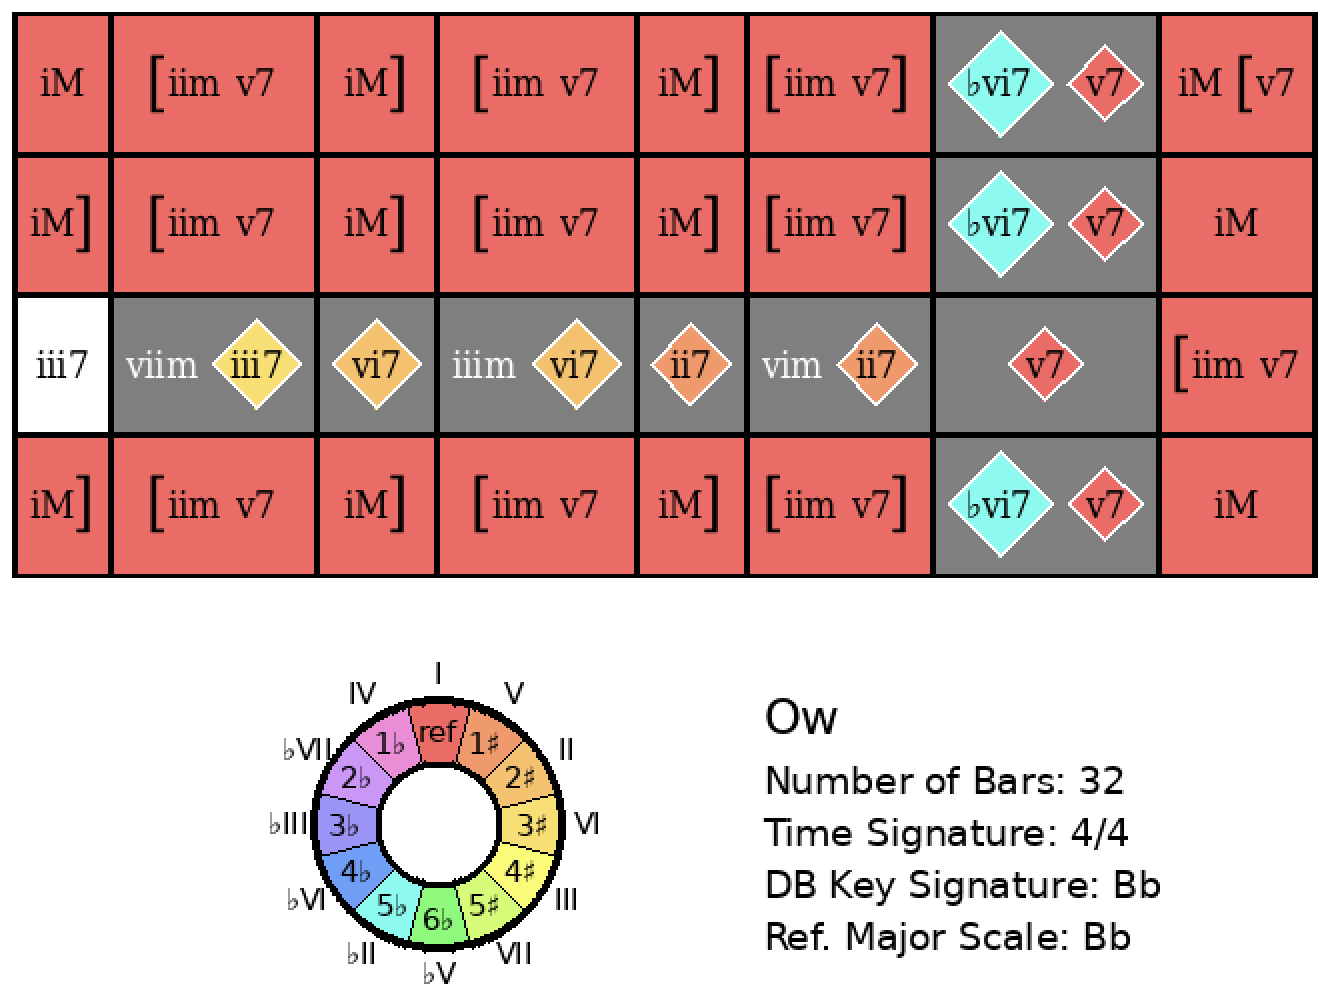 iM [iim v7 iM] [iim v7 iM] [iim v7] ♭vi7 v7 iM [v7
iM] [iim v7 iM] [iim v7 iM] [iim v7] ♭vi7 v7 iM
iii7 viim iii7 vi7 iiim vi7 ii7 vim ii7 v7 [iim v7
iM] [iim v7 iM] [iim v7 iM] [iim v7] ♭vi7 v7 iM
I
IV V
♭VII II
♭III VI
♭VI III
♭II VII
♭V
ref
1♭ 1♯
2♭ 2♯
3♭ 3♯
4♭ 4♯
5♭ 5♯
6♭
Ow
Number of Bars: 32
Time Signature: 4/4
DB Key Signature: Bb
Ref. Major Scale: Bb